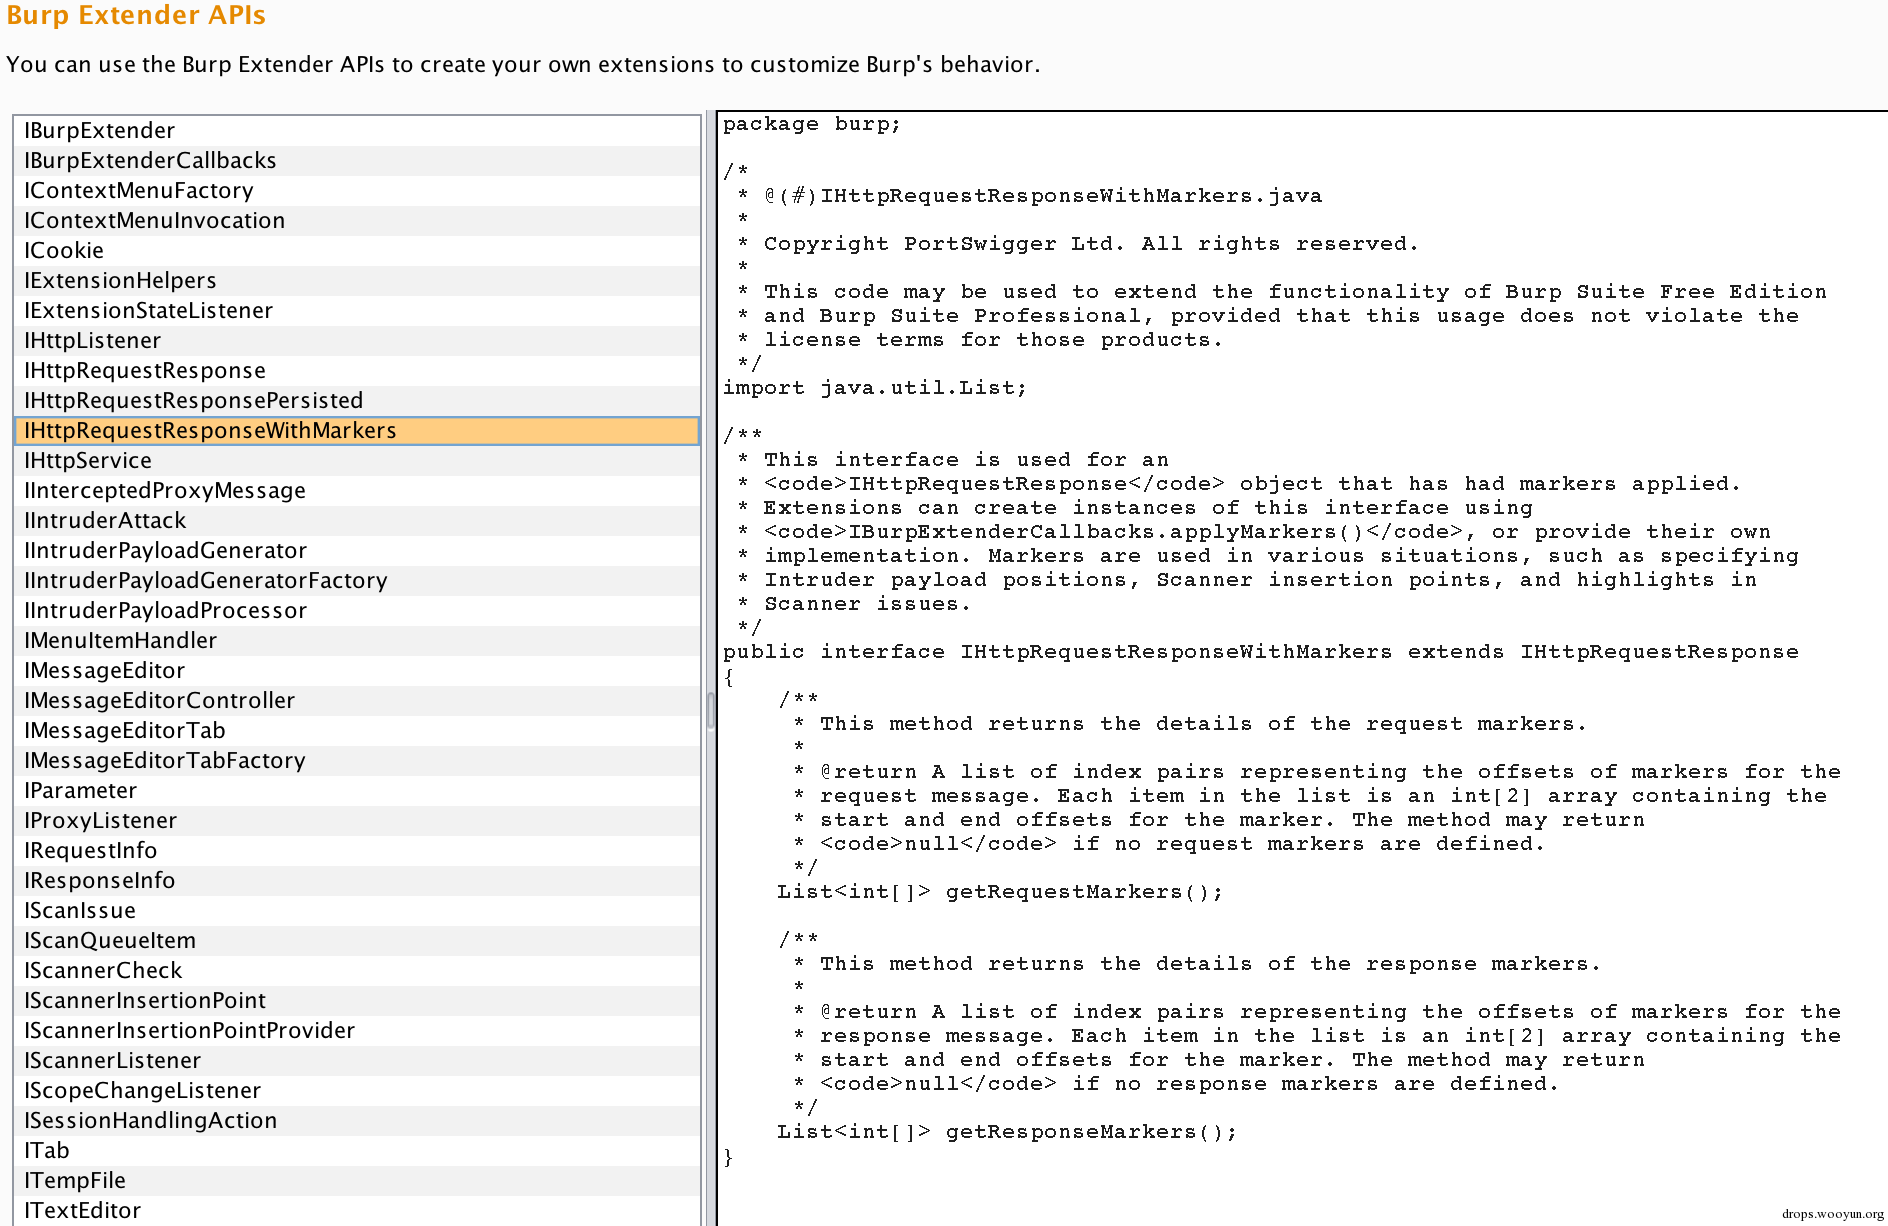 Burp Extender APIs
You can use the Burp Extender APIs to create your own extensions to customize Burp's behavior.
IBurpExtender
IBurpExtenderCallbacks
IContextMenuFactory
IContextMenuInvocation
ICookie
IExtensionHelpers
IExtensionStateListener
IHttpListener
IHttpRequestResponse
IHttpRequestResponsePersisted
IHttpRequestResponseWithMarkers
IHttpService
IInterceptedProxyMessage
IIntruderAttack
IIntruderPayloadGenerator
IIntruderPayloadGeneratorFactory
IIntruderPayloadProcessor
IMenuItemHandler
IMessageEditor
IMessageEditorController
IMessageEditorTab
IMessageEditorTabFactory
IParameter
IProxyListener
IRequestInfo
IResponseInfo
IScanIssue
IScanQueueItem
IScannerCheck
IScannerInsertionPoint
IScannerInsertionPointProvider
IScannerListener
IScopeChangeListener
ISessionHandlingAction
ITab
ITempFile
ITextEditor
package burp;
/*
 * @(#)IHttpRequestResponseWithMarkers.java
 *
 * Copyright PortSwigger Ltd. All rights reserved.
 *
 * This code may be used to extend the functionality of Burp Suite Free Edition
 * and Burp Suite Professional, provided that this usage does not violate the
 * license terms for those products.
 */
import java.util.List;
/**
 * This interface is used for an
 * <code>IHttpRequestResponse</code> object that has had markers applied.
 * Extensions can create instances of this interface using
 * <code>IBurpExtenderCallbacks.applyMarkers()</code>, or provide their own
 * implementation. Markers are used in various situations, such as specifying
 * Intruder payload positions, Scanner insertion points, and highlights in
 * Scanner issues.
 */
public interface IHttpRequestResponseWithMarkers extends IHttpRequestResponse
{
    /**
     * This method returns the details of the request markers.
     *
     * @return A list of index pairs representing the offsets of markers for the
     * request message. Each item in the list is an int[2] array containing the
     * start and end offsets for the marker. The method may return
     * <code>null</code> if no request markers are defined.
     */
    List<int[]> getRequestMarkers();
    /**
     * This method returns the details of the response markers.
     *
     * @return A list of index pairs representing the offsets of markers for the
     * response message. Each item in the list is an int[2] array containing the
     * start and end offsets for the marker. The method may return
     * <code>null</code> if no response markers are defined.
     */
    List<int[]> getResponseMarkers();
}
drops.wooyun.org